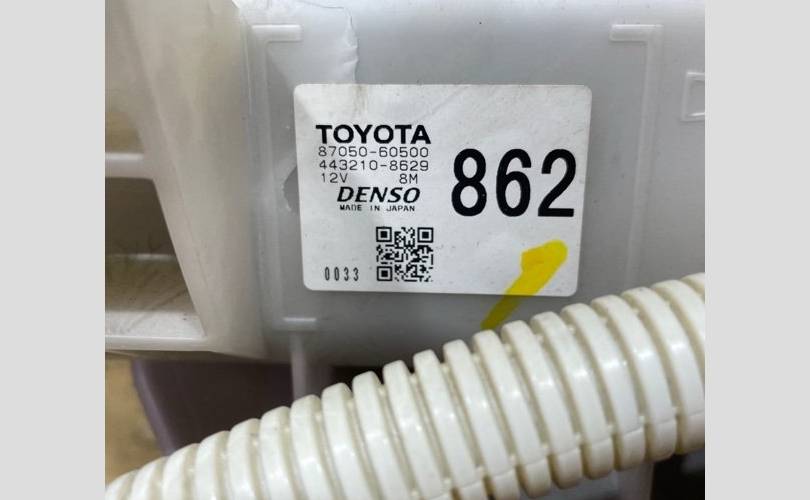 TOYOTA
87050-60500
443210-8629
12V 8M
DENSO
MADE IN JAPAN
862
0033